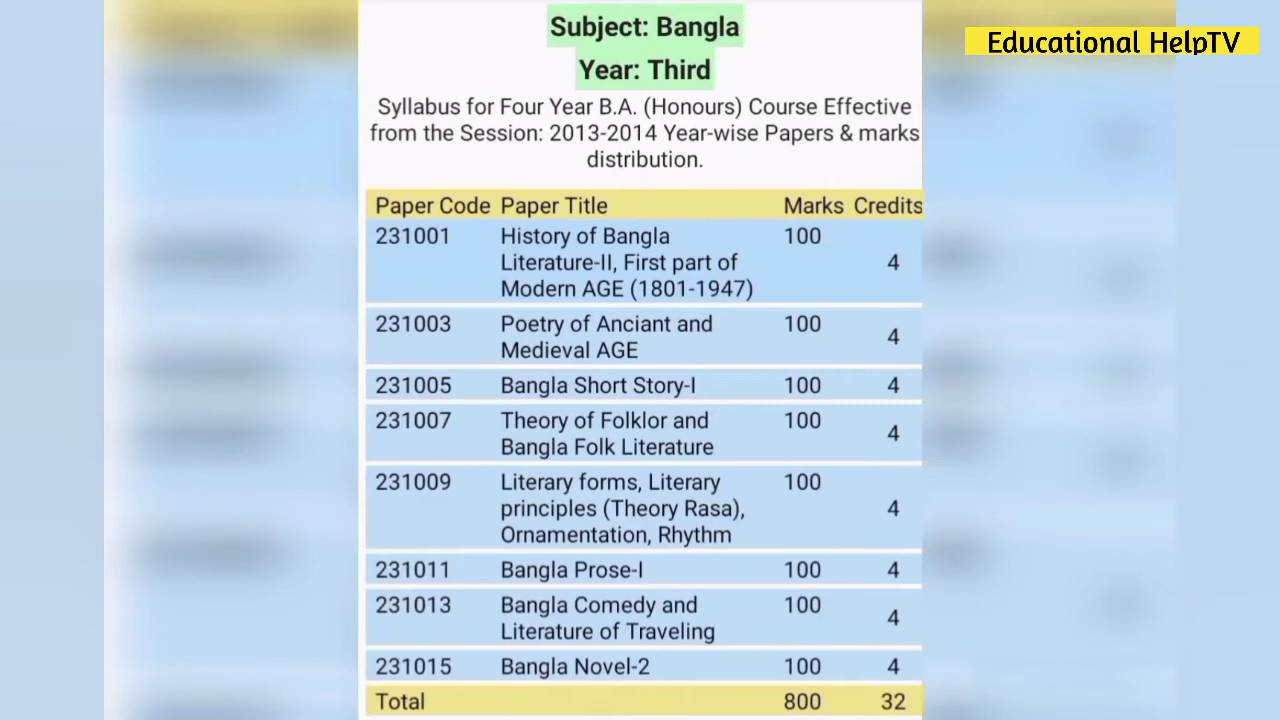 Subject: Bangla
Year: Third
Educational HelpTV
Syllabus for Four Year B.A. (Honours) Course Effective
from the Session: 2013-2014 Year-wise Papers & marks
distribution.
Paper Code Paper Title Marks Credits
231001 History of Bangla 100
Literature-II, First part of 4
Modern AGE (1801-1947)
231003 Poetry of Anciant and 100
Medieval AGE 4
231005 Bangla Short Story-I 100 4
231007 Theory of Folklor and 100
Bangla Folk Literature 4
231009 Literary forms, Literary 100
principles (Theory Rasa), 4
Ornamentation, Rhythm
231011 Bangla Prose-I 100 4
231013 Bangla Comedy and 100
Literature of Traveling 4
231015 Bangla Novel-2 100 4
Total 800 32